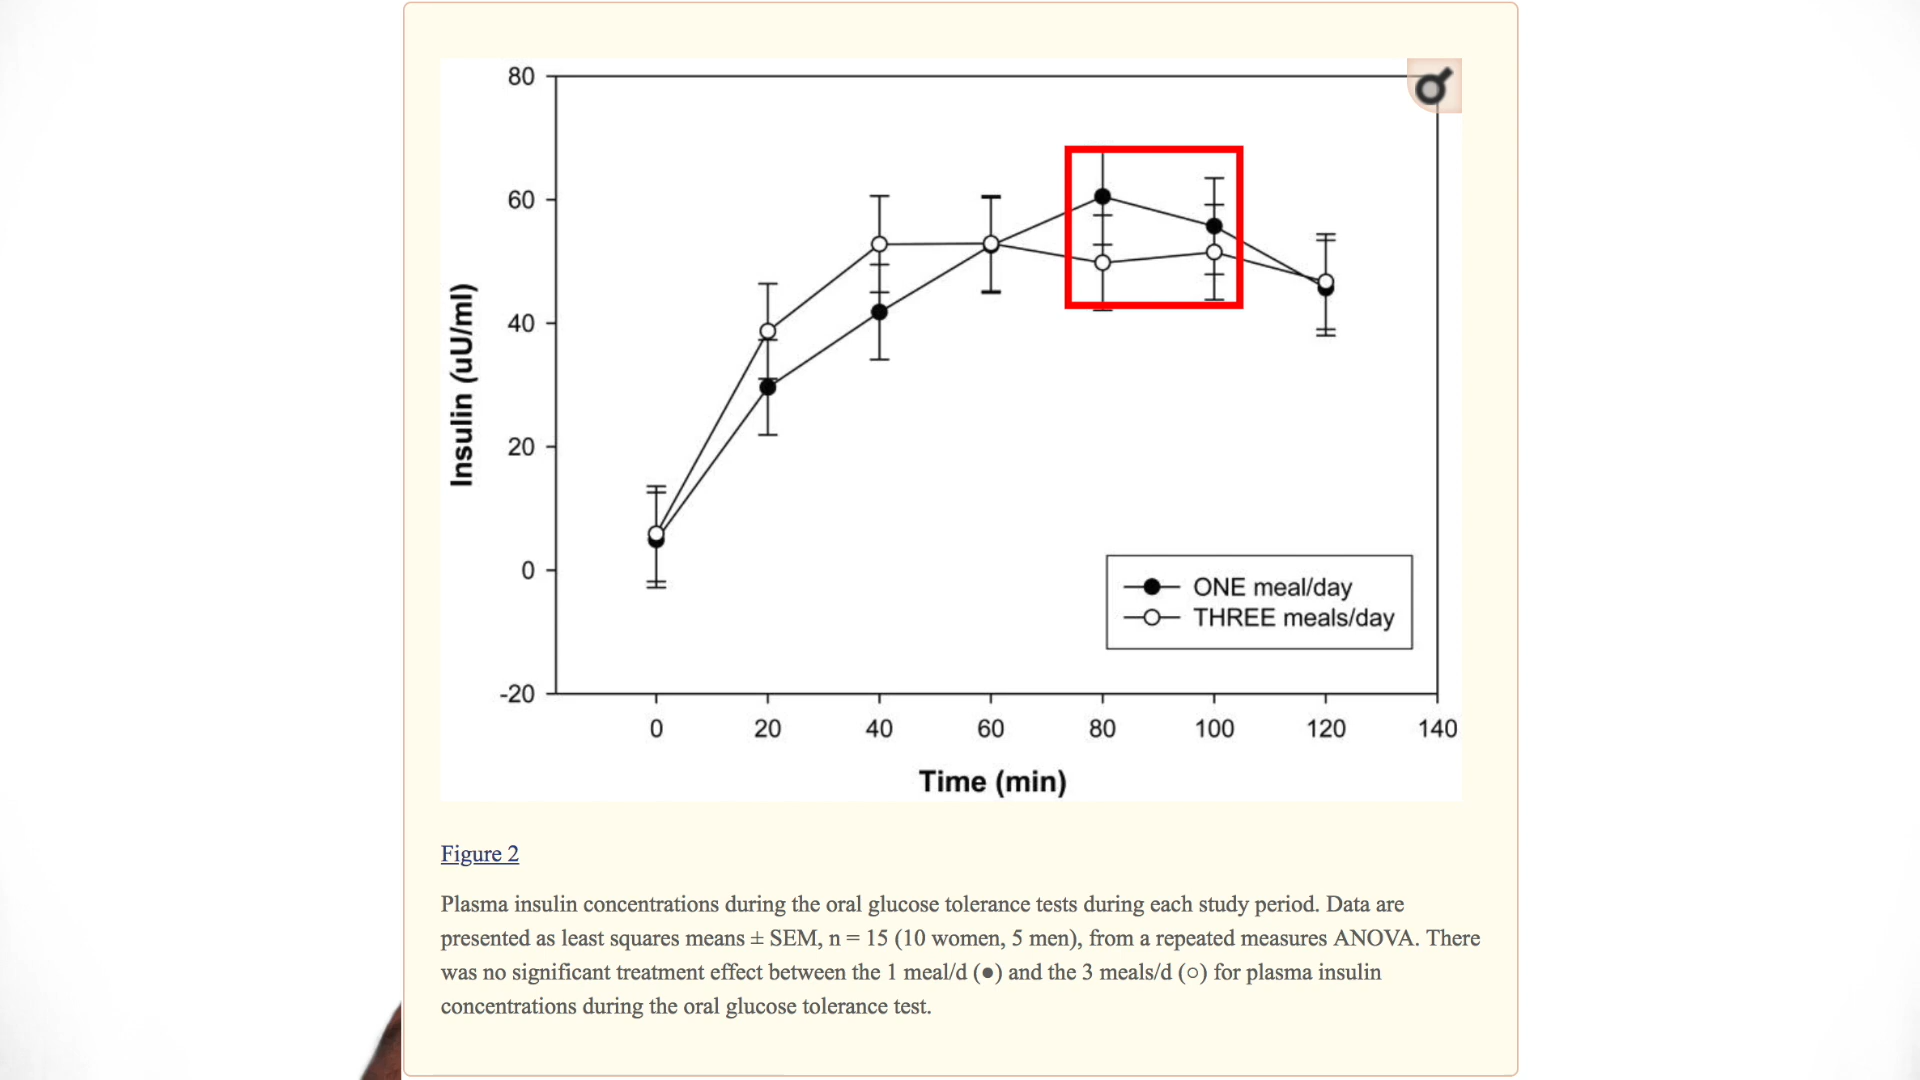 80
60
40
20
0
-20
Insulin (uU/ml)
ONE meal/day
THREE meals/day
0 20 40 60 80 100 120 140
Time (min)
Figure 2
Plasma insulin concentrations during the oral glucose tolerance tests during each study period. Data are
presented as least squares means ± SEM, n = 15 (10 women, 5 men), from a repeated measures ANOVA. There
was no significant treatment effect between the 1 meal/d (●) and the 3 meals/d (○) for plasma insulin
concentrations during the oral glucose tolerance test.